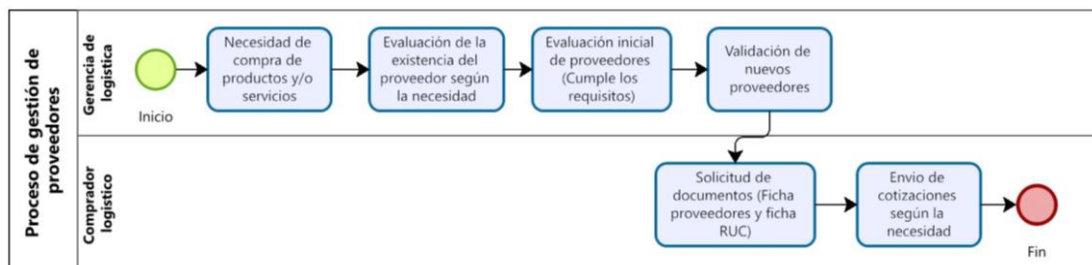 Proceso de gestión de
proveedores
Gerencia de
logística
Inicio
Necesidad de
compra de
productos y/o
servicios
Evaluación de la
existencia del
proveedor según
la necesidad
Evaluación inicial
de proveedores
(Cumple los
requisitos)
Validación de
nuevos
proveedores
Comprador
logístico
Solicitud de
documentos (Ficha
proveedores y ficha
RUC)
Envio de
cotizaciones
según la
necesidad
Fin